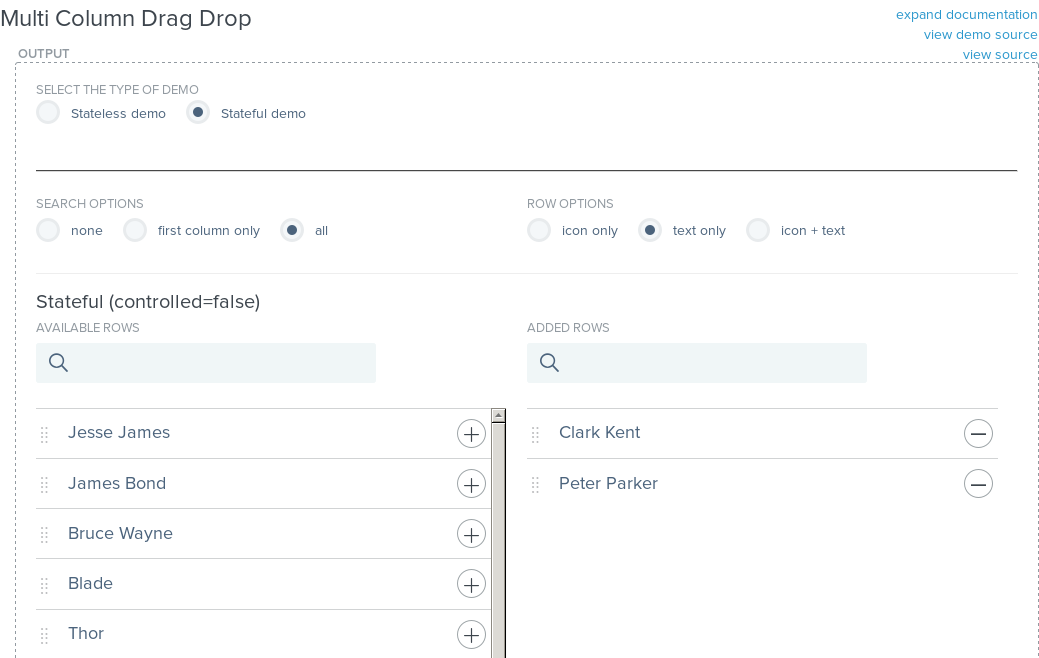 Multi Column Drag Drop
expand documentation
view demo source
view source
OUTPUT
SELECT THE TYPE OF DEMO
Stateless demo Stateful demo
SEARCH OPTIONS
none first column only all
ROW OPTIONS
icon only text only icon + text
Stateful (controlled=false)
AVAILABLE ROWS
Jesse James
James Bond
Bruce Wayne
Blade
Thor
ADDED ROWS
Clark Kent
Peter Parker